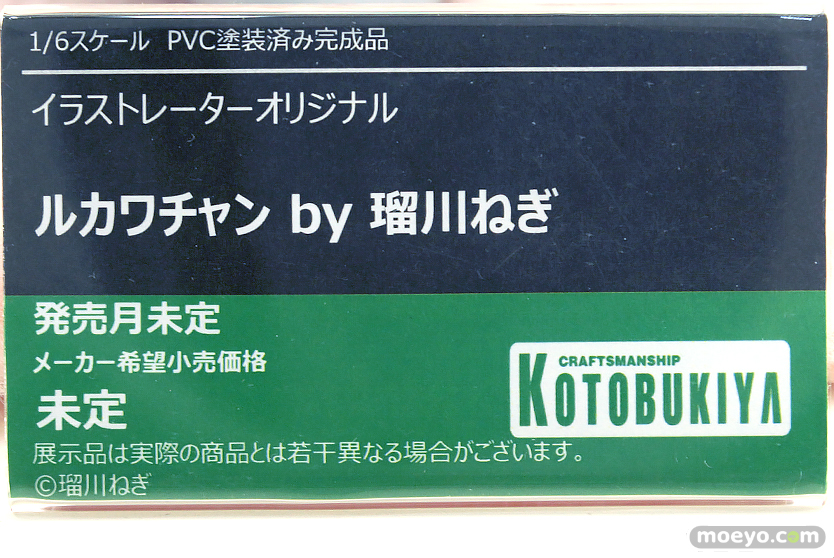 1/6スケール PVC塗装済み完成品
イラストレーターオリジナル
ルカワチャン by 瑠川ねぎ
発売月未定
メーカー希望小売価格
未定
CRAFTSMANSHIP
KOTOBUKIYA
展示品は実際の商品とは若干異なる場合がございます。
©瑠川ねぎ
moeyo.com